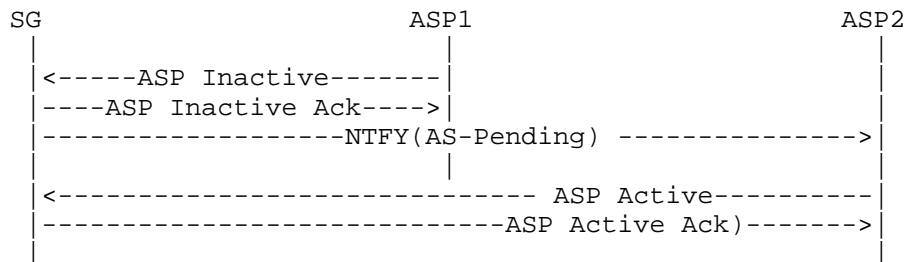 SG ASP1 ASP2
| | |
|<-----ASP Inactive-------| |
|----ASP Inactive Ack---->| |
|-------------------NTFY(AS-Pending) --------------->|
| | |
|<------------------------------ ASP Active----------|
|-----------------------------ASP Active Ack)------->|
| |